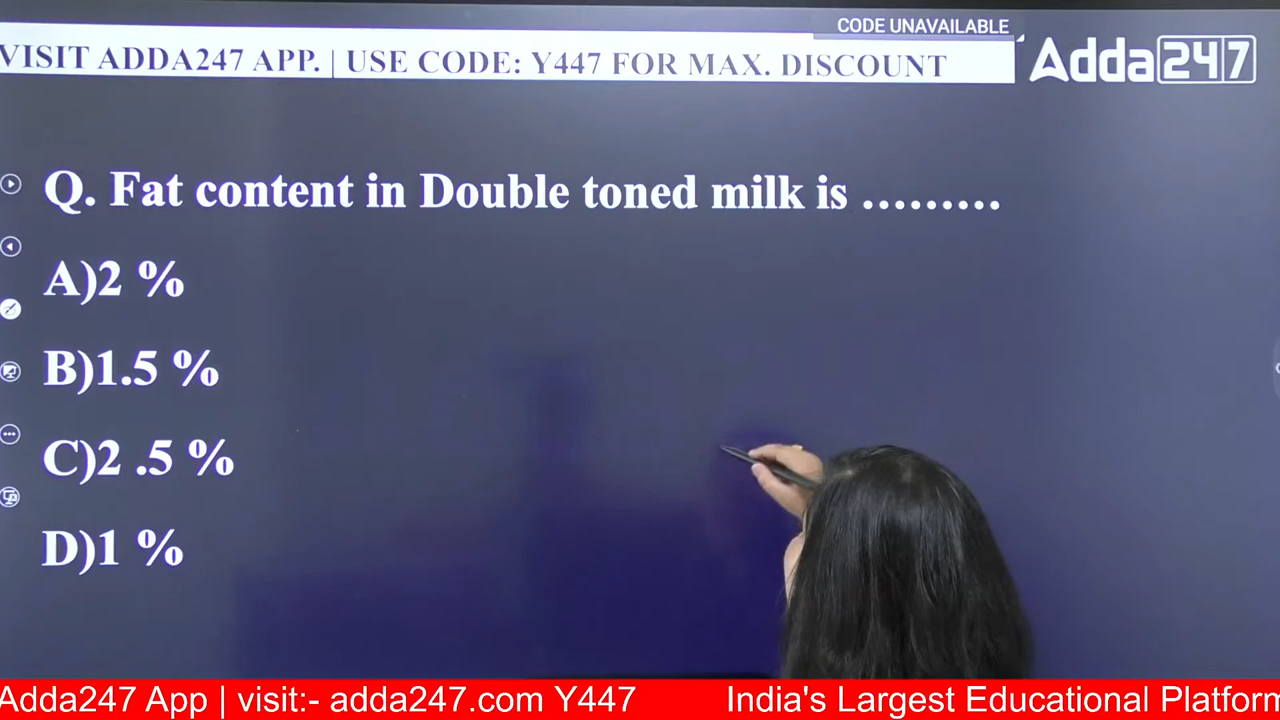 CODE UNAVAILABLE
VISIT ADDA247 APP. | USE CODE: Y447 FOR MAX. DISCOUNT
Adda247
Q. Fat content in Double toned milk is .........
A)2 %
B)1.5 %
C)2 .5 %
D)1 %
Adda247 App | visit:- adda247.com Y447 India's Largest Educational Platform